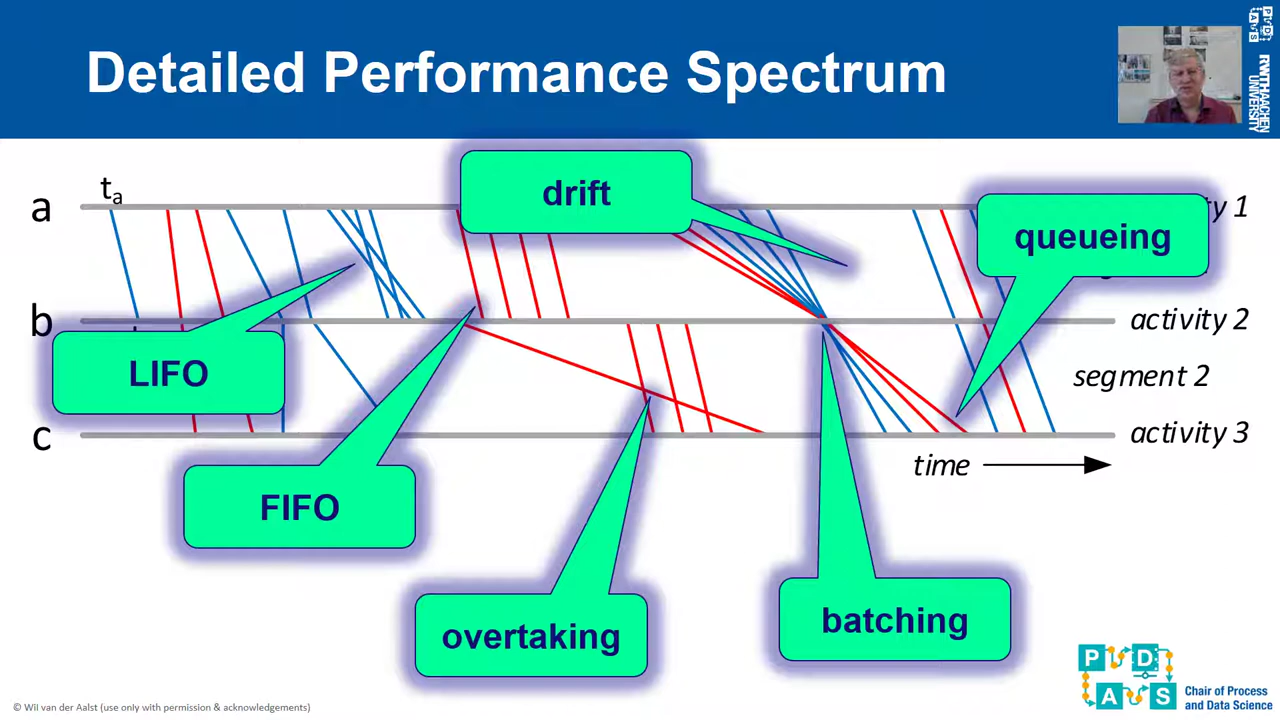 Detailed Performance Spectrum
RWTH AACHEN
UNIVERSITY
ta
a
drift
queueing
y 1
b
activity 2
LIFO
segment 2
c
activity 3
time
FIFO
overtaking
batching
P D
A S
Chair of Process
and Data Science
© Wil van der Aalst (use only with permission & acknowledgements)